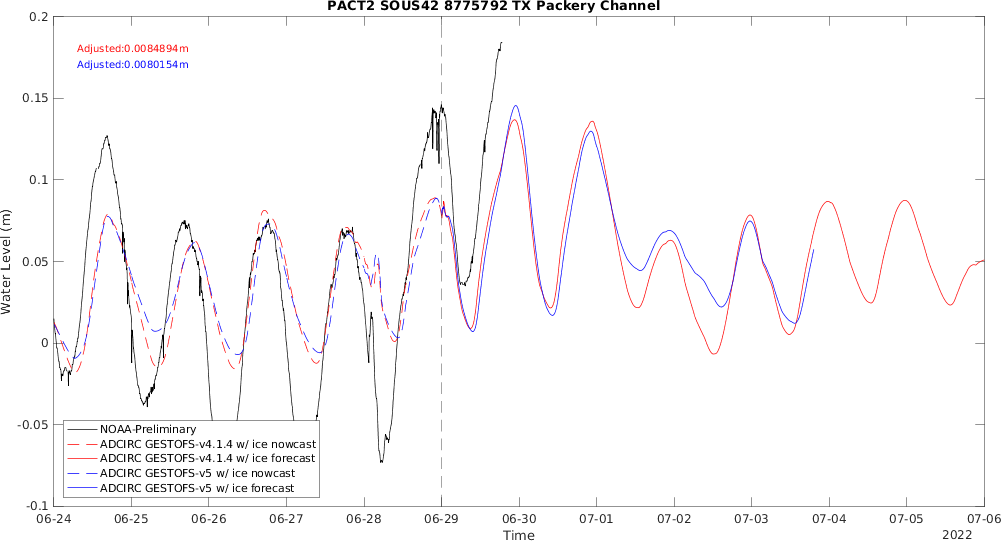 PACT2 SOUS42 8775792 TX Packery Channel
Adjusted:0.0084894m
Adjusted:0.0080154m
Water Level (m)
0.2
0.15
0.1
0.05
0
-0.05
-0.1
NOAA-Preliminary
ADCIRC GESTOFS-v4.1.4 w/ ice nowcast
ADCIRC GESTOFS-v4.1.4 w/ ice forecast
ADCIRC GESTOFS-v5 w/ ice nowcast
ADCIRC GESTOFS-v5 w/ ice forecast
06-24 06-25 06-26 06-27 06-28 06-29 06-30 07-01 07-02 07-03 07-04 07-05 07-06
Time
2022